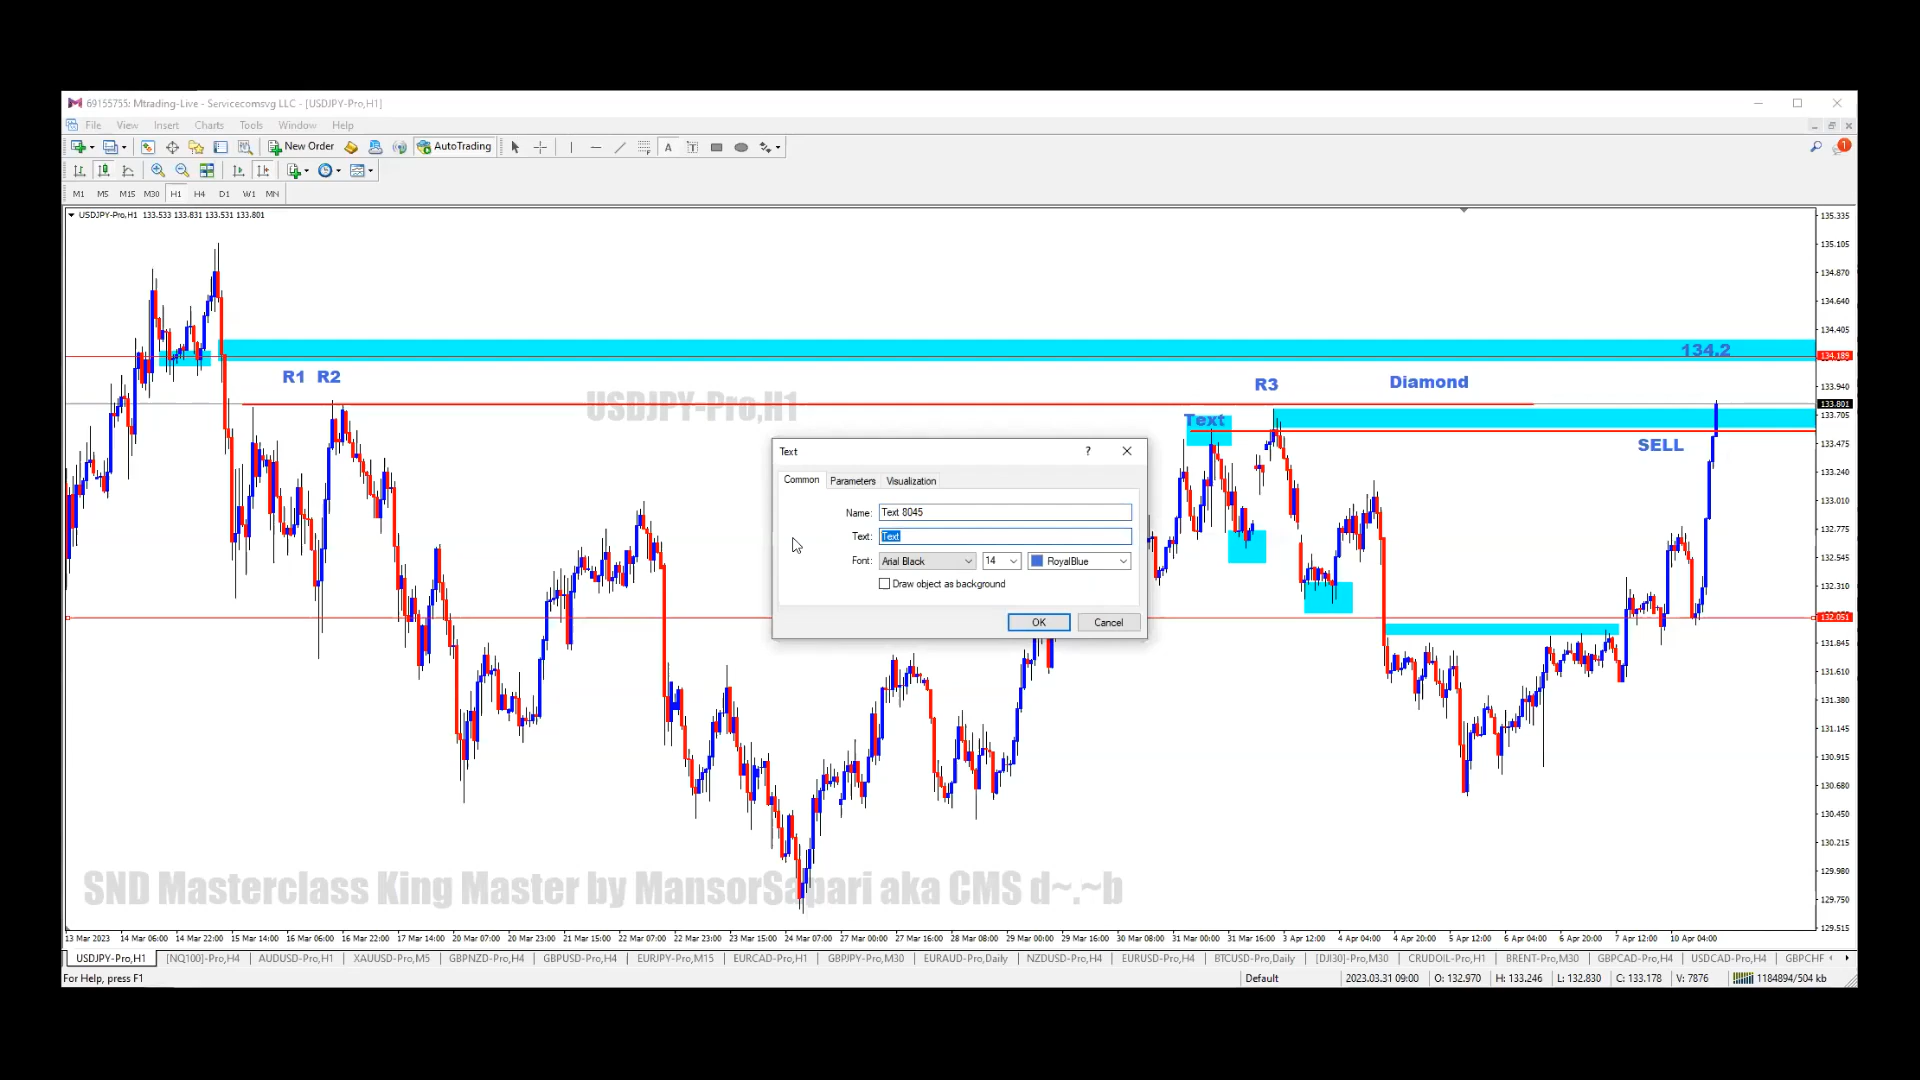 69155755: Mtrading-Live - Servicecomsvg LLC - [USDJPY-Pro,H1]
File View Insert Charts Tools Window Help
New Order AutoTrading A T 1
M1 M5 M15 M30 H1 H4 D1 W1 MN
USDJPY-Pro,H1 133.533 133.831 133.531 133.801
135.335
135.105
134.870
134.640
134.405
134.2
134.189
R1 R2
R3
Diamond
133.940
133.801
USDJPY-Pro,H1
133.705
Text
SELL
133.475
Text ?
Common Parameters Visualization
Name: Text 8045
Text: Text
Font: Arial Black 14 RoyalBlue
Draw object as background
OK Cancel
133.240
133.010
132.775
132.545
132.310
132.051
131.845
131.610
131.380
131.145
130.915
130.680
130.450
130.215
129.980
129.750
129.515
SND Masterclass King Master by MansorSapari aka CMS d~.~b
13 Mar 2023 14 Mar 06:00 14 Mar 22:00 15 Mar 14:00 16 Mar 06:00 16 Mar 22:00 17 Mar 14:00 20 Mar 07:00 20 Mar 23:00 21 Mar 15:00 22 Mar 07:00 22 Mar 23:00 23 Mar 15:00 24 Mar 07:00 27 Mar 00:00 27 Mar 16:00 28 Mar 08:00 29 Mar 00:00 29 Mar 16:00 30 Mar 08:00 31 Mar 00:00 31 Mar 16:00 3 Apr 12:00 4 Apr 04:00 4 Apr 20:00 5 Apr 12:00 6 Apr 04:00 6 Apr 20:00 7 Apr 12:00 10 Apr 04:00
USDJPY-Pro,H1 [NQ100]-Pro,H4 AUDUSD-Pro,H1 XAUUSD-Pro,M5 GBPNZD-Pro,H4 GBPUSD-Pro,H4 EURJPY-Pro,M15 EURCAD-Pro,H1 GBPJPY-Pro,M30 EURAUD-Pro,Daily NZDUSD-Pro,H4 EURUSD-Pro,H4 BTCUSD-Pro,Daily [DJI30]-Pro,M30 CRUDOIL-Pro,H1 BRENT-Pro,M30 GBPCAD-Pro,H4 USDCAD-Pro,H4 GBPCHF
For Help, press F1 Default 2023.03.31 09:00 O: 132.970 H: 133.246 L: 132.830 C: 133.178 V: 7876 1184894/504 kb